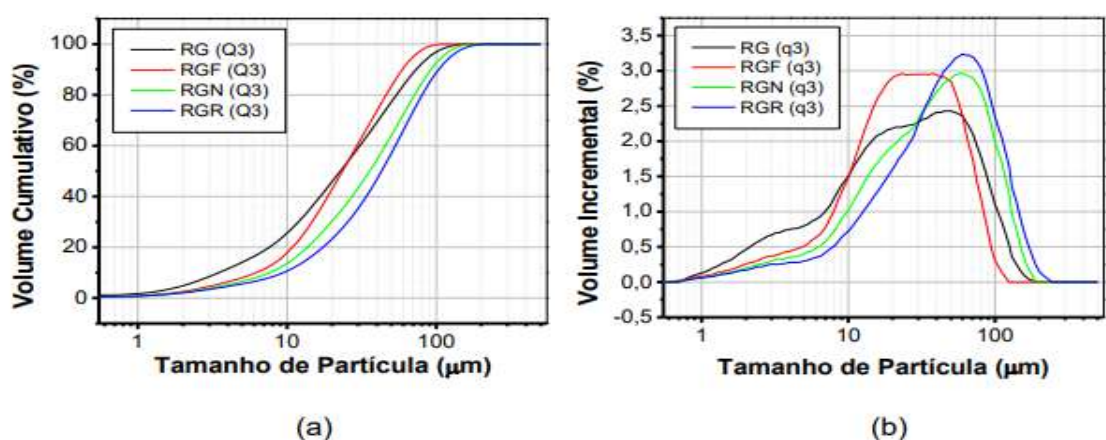 100
80
60
40
20
0
Volume Cumulativo (%)
RG (Q3)
RGF (Q3)
RGN (Q3)
RGR (Q3)
1
10
100
Tamanho de Partícula (μm)
(a)
3,5
3,0
2,5
2,0
1,5
1,0
0,5
0,0
-0,5
Volume Incremental (%)
RG (q3)
RGF (q3)
RGN (q3)
RGR (q3)
1
10
100
Tamanho de Partícula (μm)
(b)